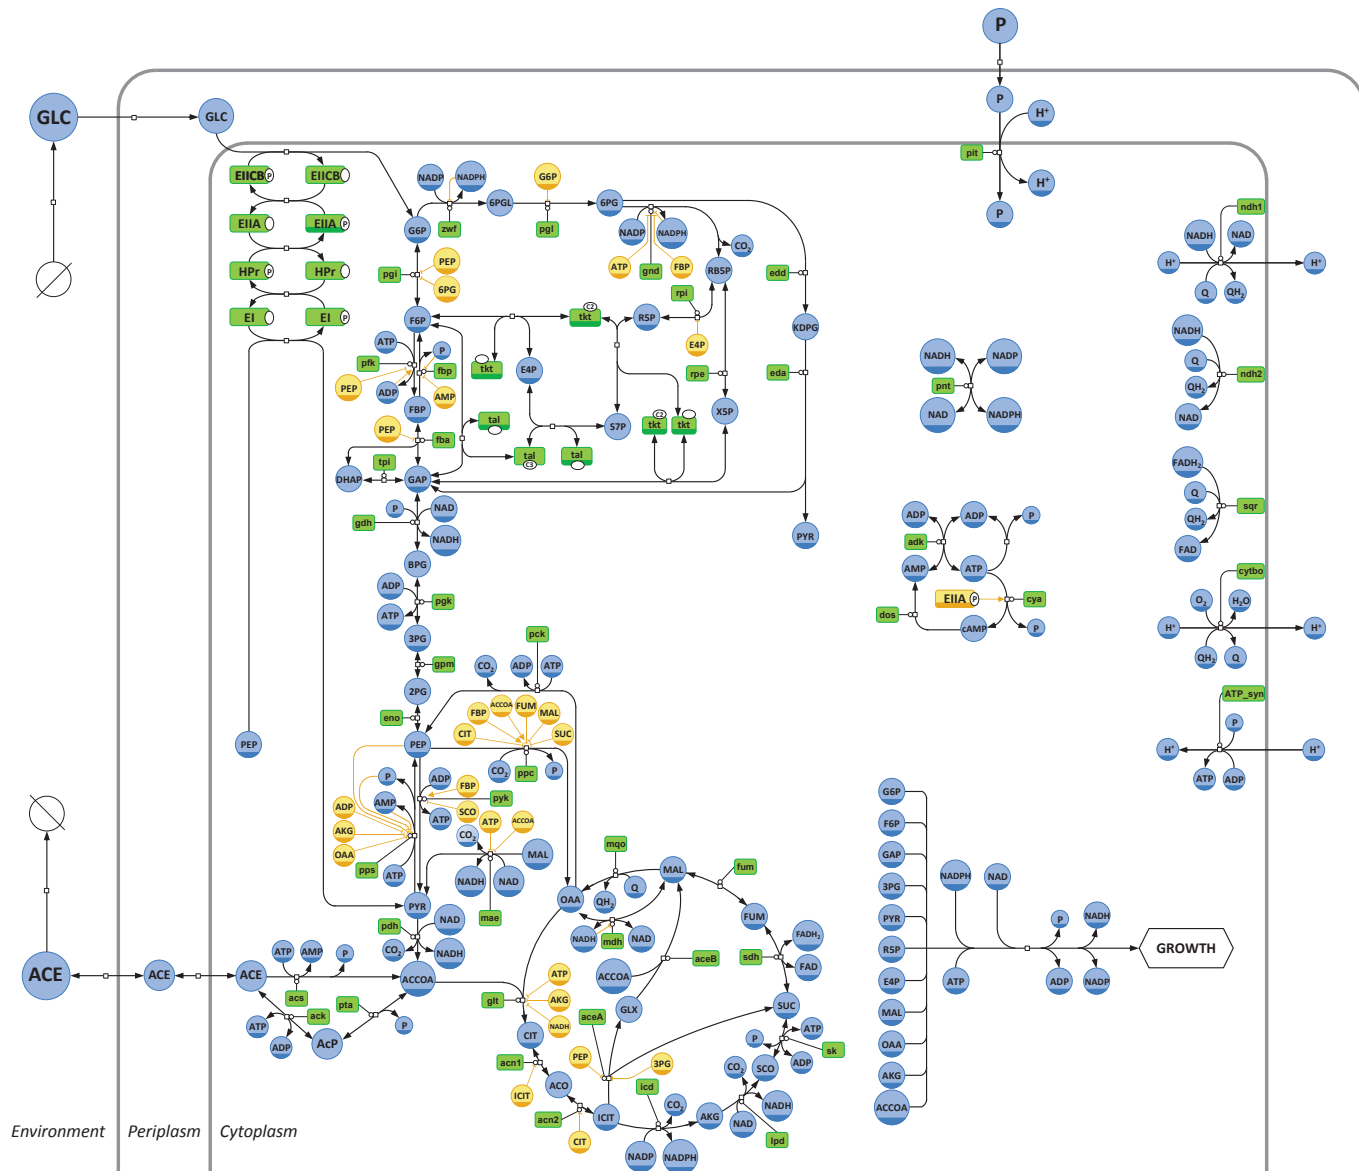 P
GLC
GLC
P
H⁺
EIICB P
EIICB
EIIA
EIIA P
HPr P
HPr
EI
EI P
pit
H⁺
P
NADP
NADPH
G6P
G6P
zwf
6PGL
pgl
6PG
NADP
NADPH
CO₂
ATP
gnd
FBP
RB5P
pgi
PEP
6PG
edd
rpi
ndh1
NADH
NAD
H⁺
H⁺
Q
QH₂
F6P
tkt C2
R5P
E4P
KDPG
ATP
P
pfk
fbp
tkt
E4P
rpe
eda
PEP
ADP
AMP
FBP
NADH
NADP
pnt
NAD
NADPH
NADH
Q
QH₂
ndh2
NAD
PEP
fba
tal
S7P
C2
tkt
tkt
X5P
tpi
tal
C3
tal
DHAP
GAP
FADH₂
Q
QH₂
sqr
FAD
P
NAD
gdh
NADH
PYR
ADP
ADP
P
adk
AMP
ATP
BPG
ADP
pgk
ATP
EIIA P
cya
dos
cAMP
P
cytbo
O₂
H₂O
H⁺
H⁺
QH₂
Q
3PG
gpm
pck
CO₂
ADP
ATP
2PG
eno
FBP
ACCOA
FUM
MAL
CIT
SUC
ATP_syn
P
H⁺
H⁺
ATP
ADP
PEP
PEP
CO₂
ppc
P
P
ADP
FBP
pyk
AMP
ATP
SCO
ADP
AKG
OAA
pps
ATP
CO₂
ATP
ACCOA
MAL
NADH
NAD
mae
G6P
F6P
GAP
3PG
PYR
R5P
E4P
MAL
OAA
AKG
ACCOA
NADPH
NAD
P
NADH
ATP
ADP
NADP
GROWTH
mqo
MAL
fum
QH₂
Q
OAA
PYR
NADH
mdh
NAD
FUM
pdh
NAD
CO₂
NADH
FADH₂
sdh
FAD
aceB
ACE
ACE
ACE
ATP
AMP
P
acs
ACCOA
ATP
ack
ADP
pta
AcP
P
glt
ATP
AKG
NADH
ACCOA
GLX
aceA
SUC
CIT
P
ATP
sk
ADP
acn1
ICIT
ACO
PEP
3PG
CO₂
SCO
icd
acn2
CIT
ICIT
CO₂
AKG
NADH
NAD
lpd
NADP
NADPH
Environment
Periplasm
Cytoplasm